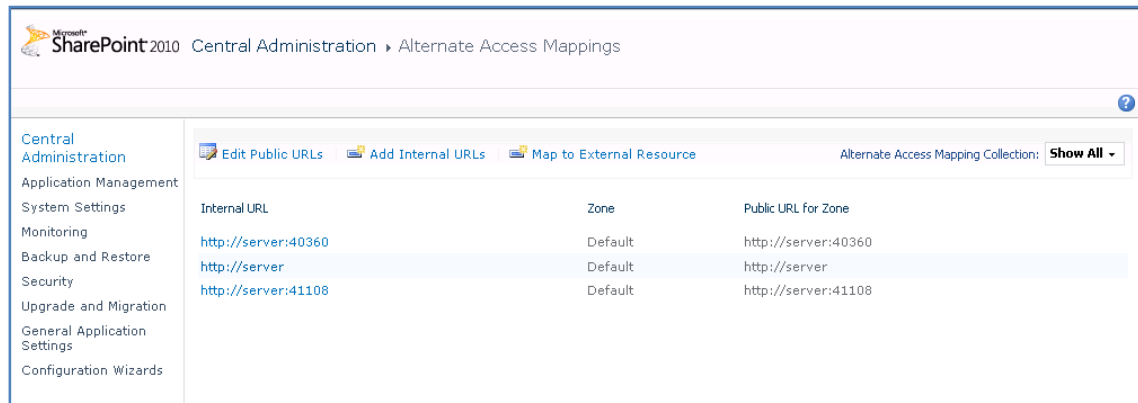 Microsoft
SharePoint 2010 Central Administration ▸ Alternate Access Mappings
Central Administration
Application Management
System Settings
Monitoring
Backup and Restore
Security
Upgrade and Migration
General Application
Settings
Configuration Wizards
Edit Public URLs Add Internal URLs Map to External Resource Alternate Access Mapping Collection: Show All
Internal URL Zone Public URL for Zone
http://server:40360 Default http://server:40360
http://server Default http://server
http://server:41108 Default http://server:41108